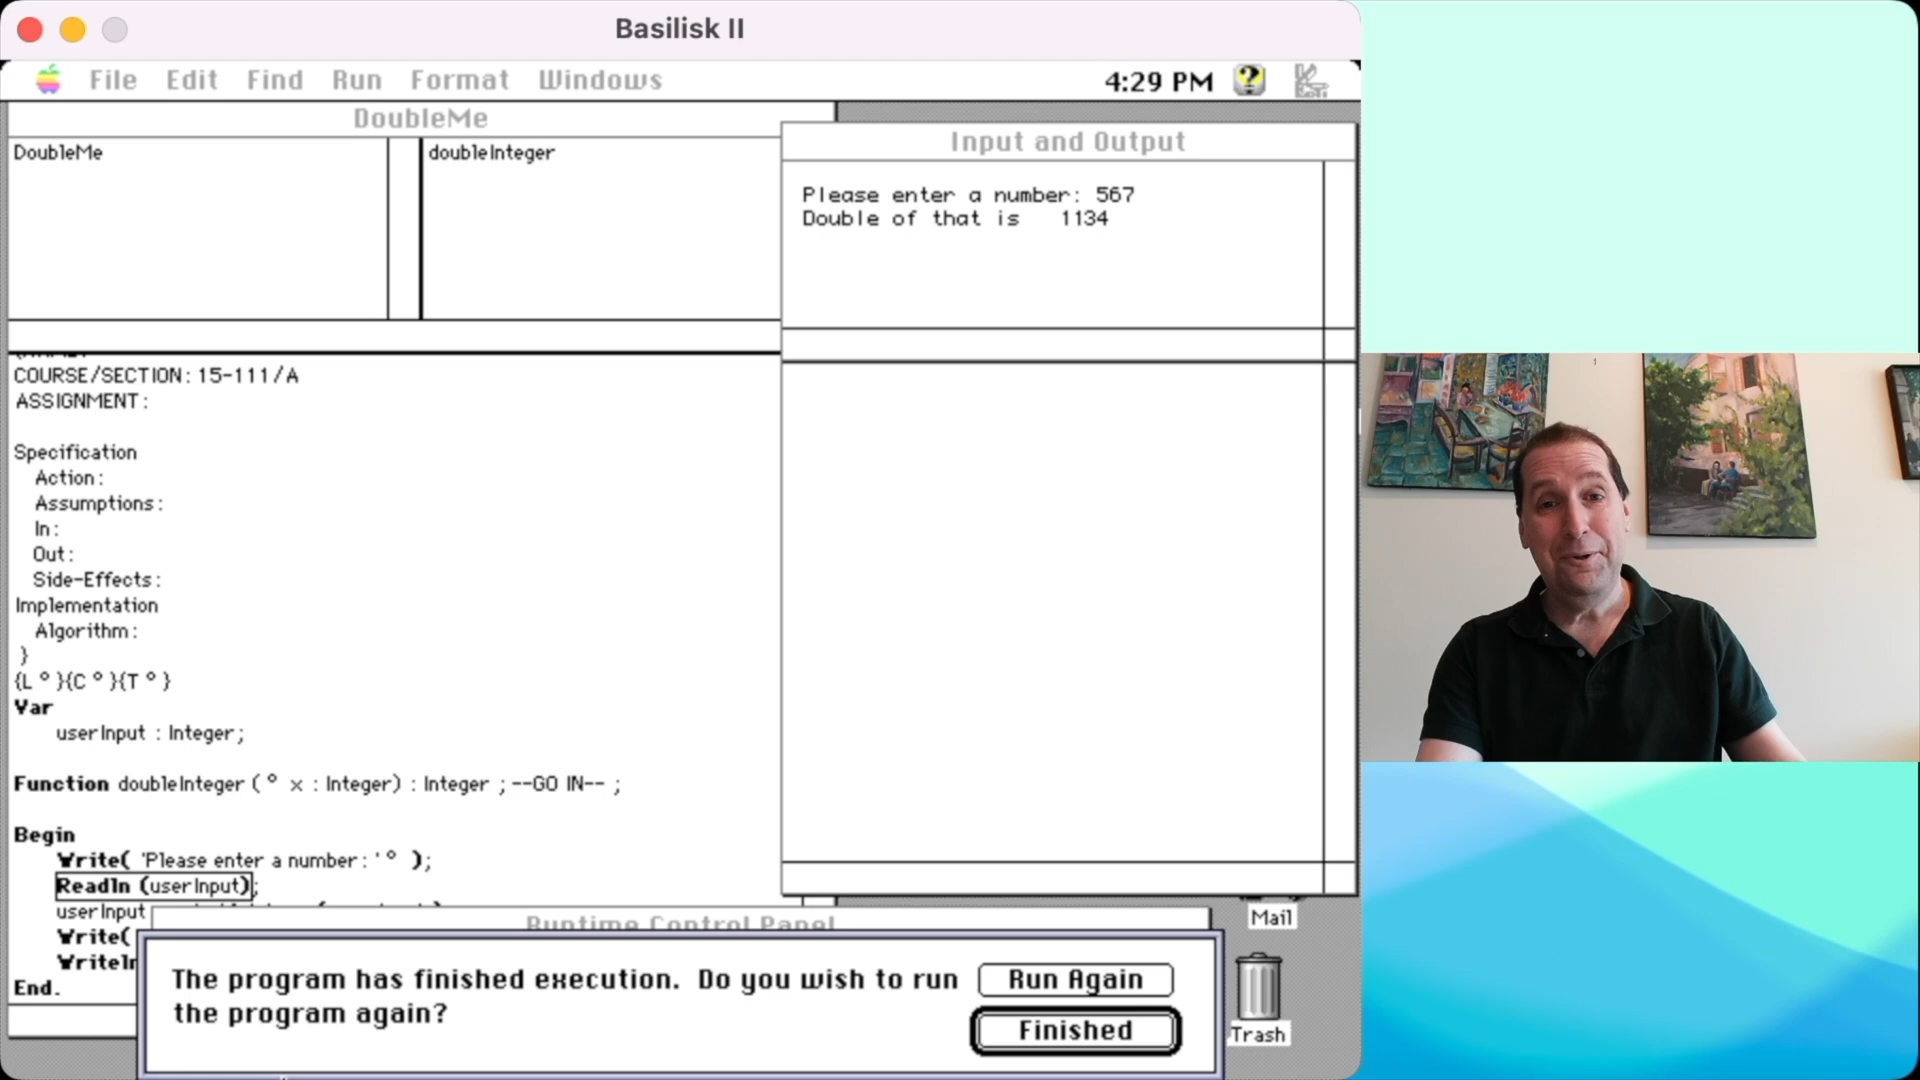 Basilisk II
File Edit Find Run Format Windows 4:29 PM
DoubleMe
DoubleMe
doubleInteger
Input and Output
Please enter a number: 567
Double of that is 1134
COURSE/SECTION: 15-111/A
ASSIGNMENT:
Specification
Action:
Assumptions:
In:
Out:
Side-Effects:
Implementation
Algorithm:
}
{L °}{C °}{T °}
Var
userInput : Integer;
Function doubleInteger (° x : Integer) : Integer ; --GO IN-- ;
Begin
Write( 'Please enter a number: ' ° );
Readln (userInput);
userInput
Write(
Writeln
End.
Runtime Control Panel
The program has finished execution. Do you wish to run
the program again?
Run Again
Finished
Mail
Trash